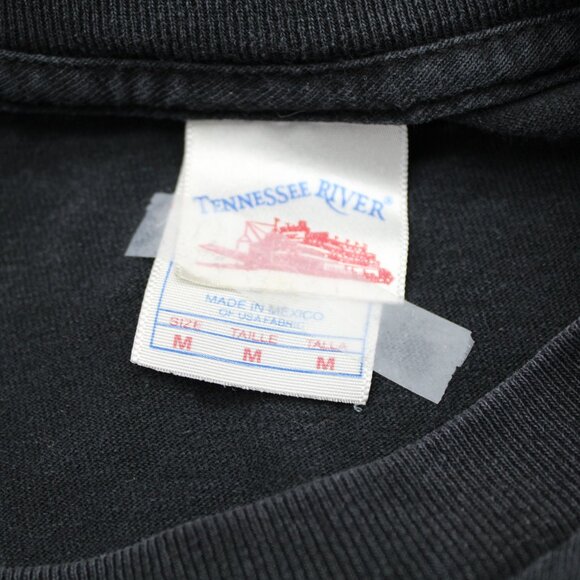 TENNESSEE RIVER®
MADE IN MEXICO
OF USA FABRIC
SIZE TAILLE TALLA
M M M